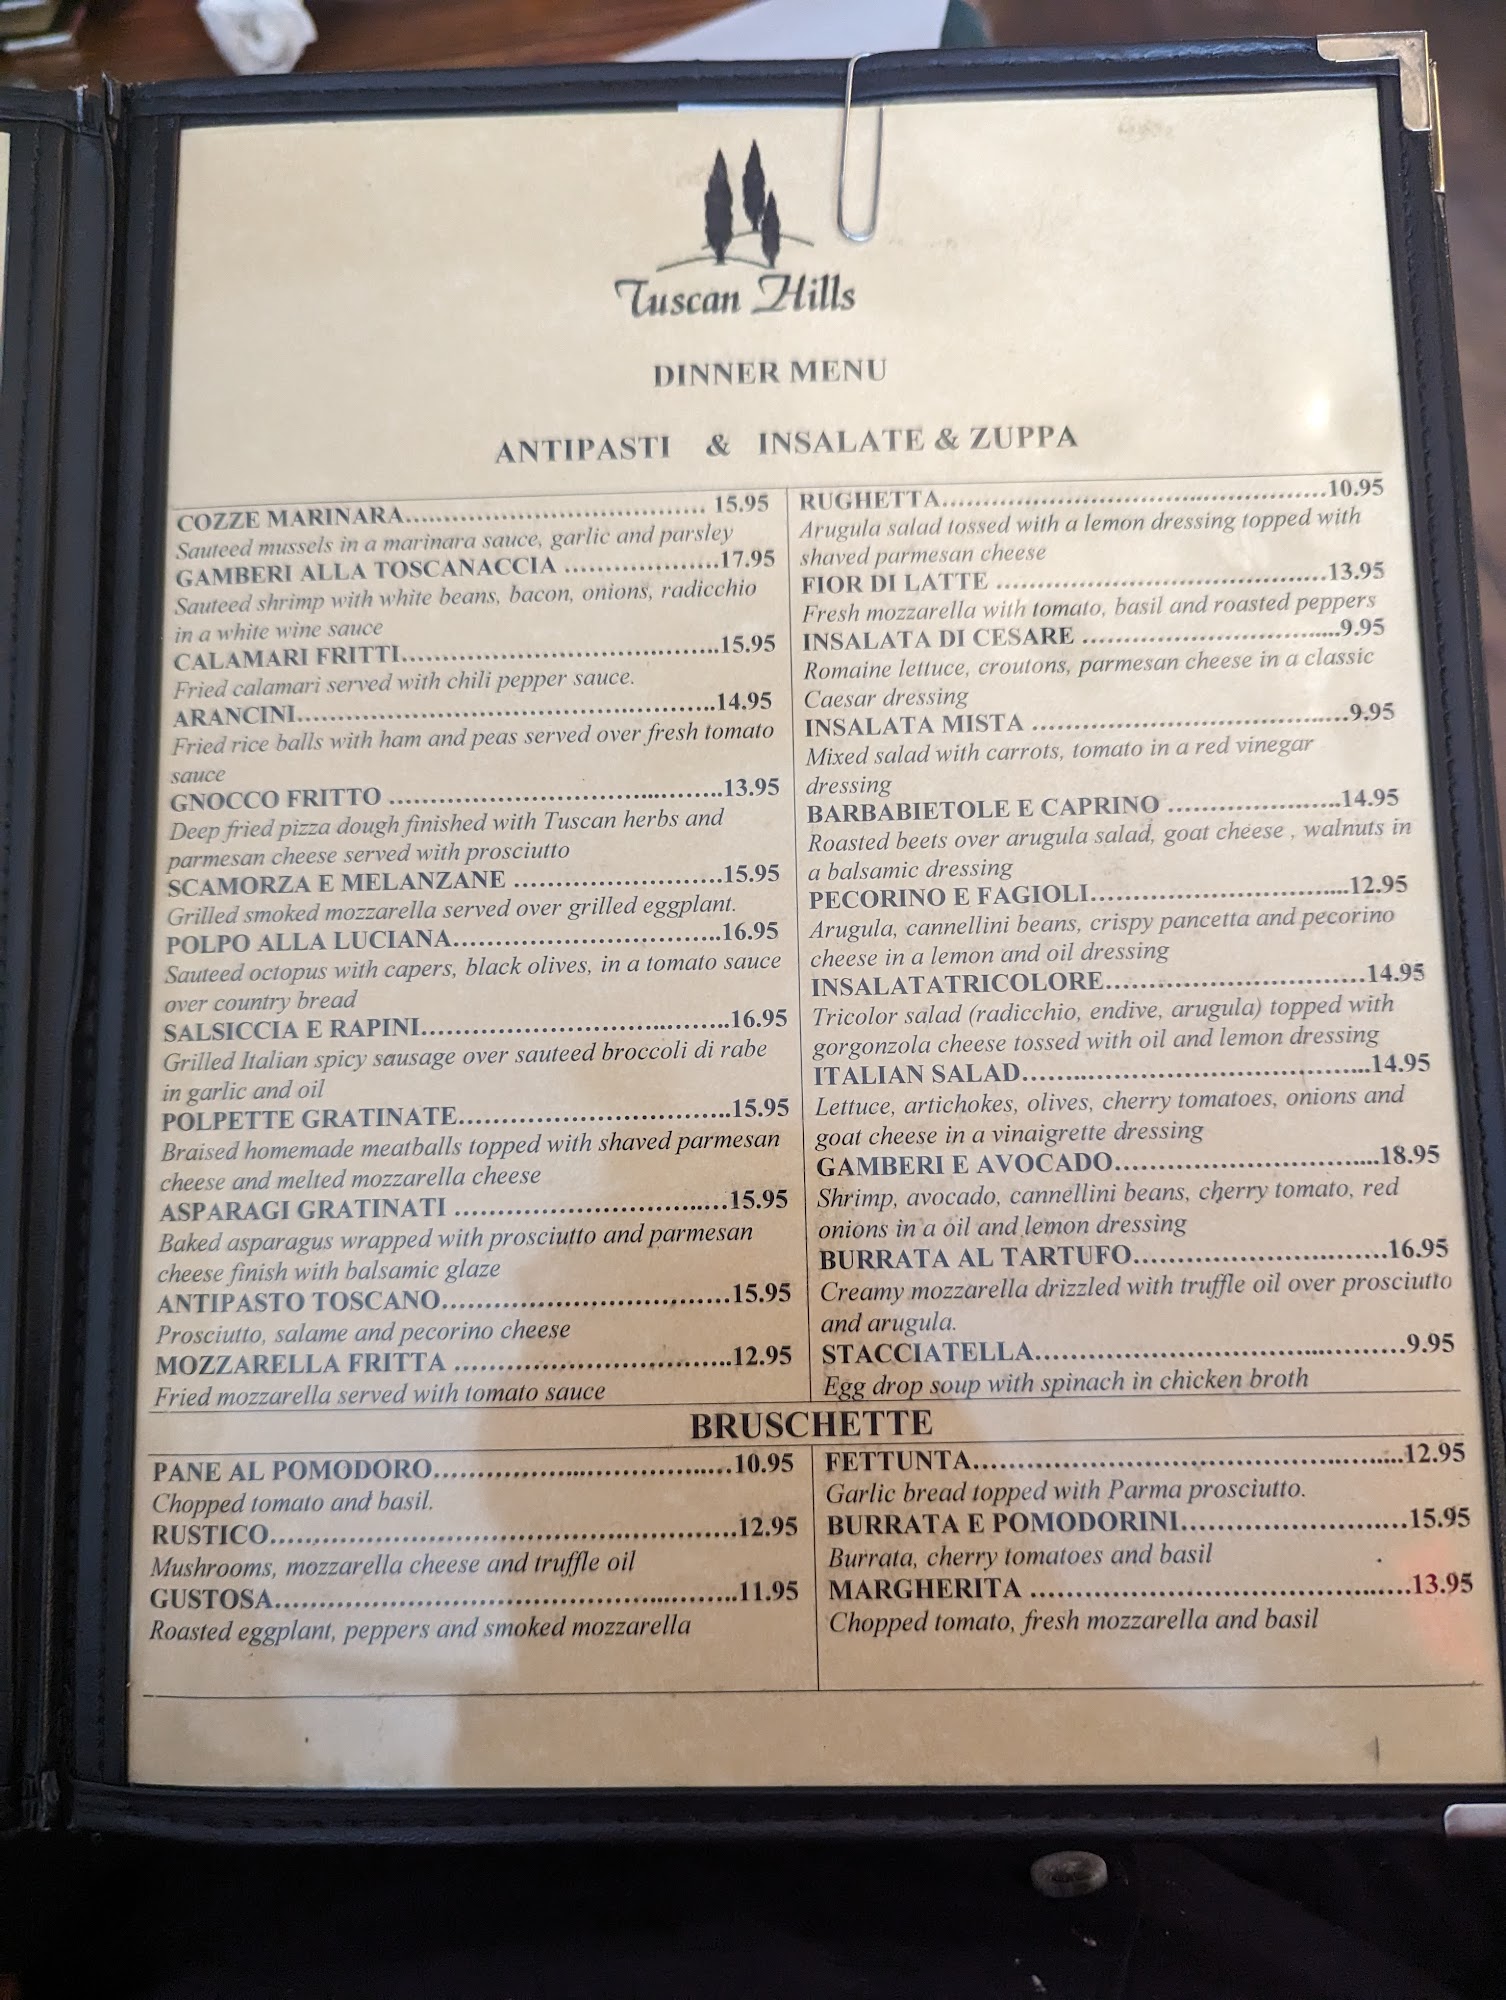 Tuscan Hills
DINNER MENU
ANTIPASTI & INSALATE & ZUPPA
COZZE MARINARA.................................... 15.95
Sauteed mussels in a marinara sauce, garlic and parsley
GAMBERI ALLA TOSCANACCIA ...................17.95
Sauteed shrimp with white beans, bacon, onions, radicchio
in a white wine sauce
CALAMARI FRITTI......................................15.95
Fried calamari served with chili pepper sauce.
ARANCINI..................................................14.95
Fried rice balls with ham and peas served over fresh tomato
sauce
GNOCCO FRITTO ........................................13.95
Deep fried pizza dough finished with Tuscan herbs and
parmesan cheese served with prosciutto
SCAMORZA E MELANZANE .........................15.95
Grilled smoked mozzarella served over grilled eggplant.
POLPO ALLA LUCIANA................................16.95
Sauteed octopus with capers, black olives, in a tomato sauce
over country bread
SALSICCIA E RAPINI.....................................16.95
Grilled Italian spicy sausage over sauteed broccoli di rabe
in garlic and oil
POLPETTE GRATINATE.................................15.95
Braised homemade meatballs topped with shaved parmesan
cheese and melted mozzarella cheese
ASPARAGI GRATINATI .................................15.95
Baked asparagus wrapped with prosciutto and parmesan
cheese finish with balsamic glaze
ANTIPASTO TOSCANO...................................15.95
Prosciutto, salame and pecorino cheese
MOZZARELLA FRITTA .................................12.95
Fried mozzarella served with tomato sauce
RUGHETTA..............................................10.95
Arugula salad tossed with a lemon dressing topped with
shaved parmesan cheese
FIOR DI LATTE ........................................13.95
Fresh mozzarella with tomato, basil and roasted peppers
INSALATA DI CESARE ...............................9.95
Romaine lettuce, croutons, parmesan cheese in a classic
Caesar dressing
INSALATA MISTA ......................................9.95
Mixed salad with carrots, tomato in a red vinegar
dressing
BARBABIETOLE E CAPRINO .....................14.95
Roasted beets over arugula salad, goat cheese , walnuts in
a balsamic dressing
PECORINO E FAGIOLI...............................12.95
Arugula, cannellini beans, crispy pancetta and pecorino
cheese in a lemon and oil dressing
INSALATATRICOLORE...............................14.95
Tricolor salad (radicchio, endive, arugula) topped with
gorgonzola cheese tossed with oil and lemon dressing
ITALIAN SALAD..........................................14.95
Lettuce, artichokes, olives, cherry tomatoes, onions and
goat cheese in a vinaigrette dressing
GAMBERI E AVOCADO................................18.95
Shrimp, avocado, cannellini beans, cherry tomato, red
onions in a oil and lemon dressing
BURRATA AL TARTUFO..............................16.95
Creamy mozzarella drizzled with truffle oil over prosciutto
and arugula.
STACCIATELLA............................................9.95
Egg drop soup with spinach in chicken broth
BRUSCHETTE
PANE AL POMODORO....................................10.95
Chopped tomato and basil.
RUSTICO........................................................12.95
Mushrooms, mozzarella cheese and truffle oil
GUSTOSA.......................................................11.95
Roasted eggplant, peppers and smoked mozzarella
FETTUNTA...................................................12.95
Garlic bread topped with Parma prosciutto.
BURRATA E POMODORINI...........................15.95
Burrata, cherry tomatoes and basil
MARGHERITA ............................................13.95
Chopped tomato, fresh mozzarella and basil